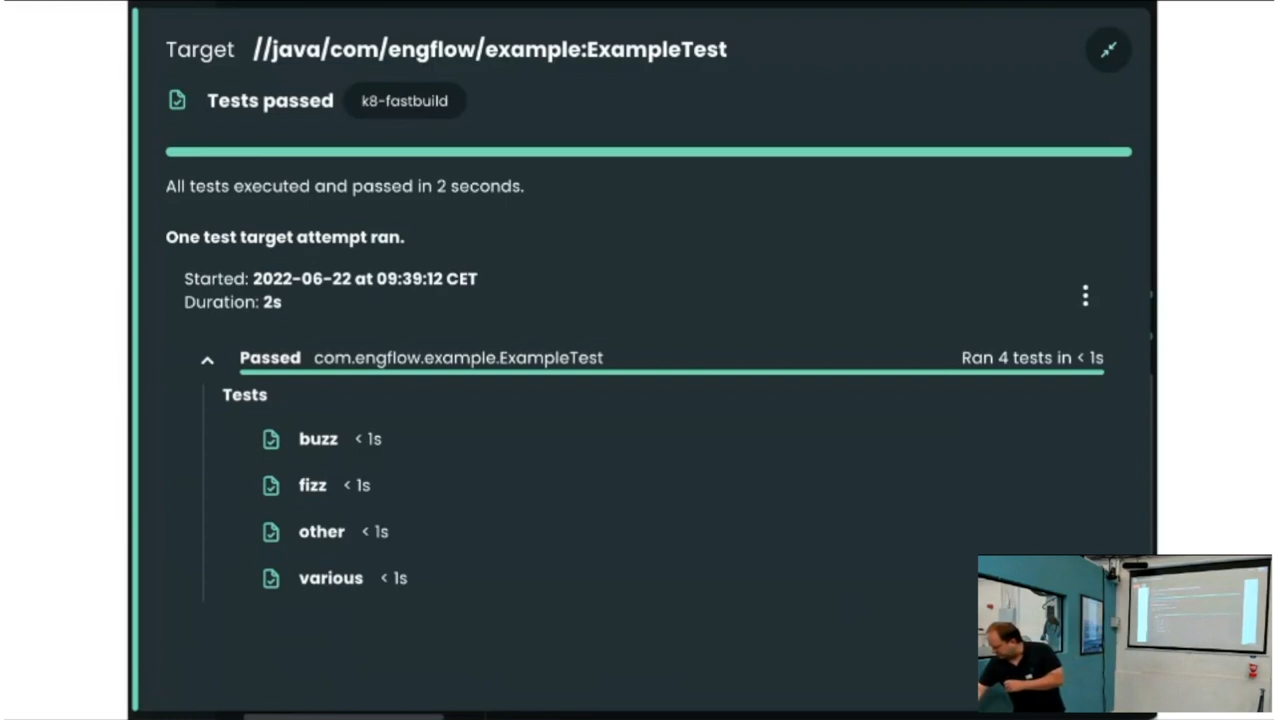 Target //java/com/engflow/example:ExampleTest
Tests passed k8-fastbuild
All tests executed and passed in 2 seconds.
One test target attempt ran.
Started: 2022-06-22 at 09:39:12 CET
Duration: 2s
Passed com.engflow.example.ExampleTest Ran 4 tests in < 1s
Tests
buzz < 1s
fizz < 1s
other < 1s
various < 1s